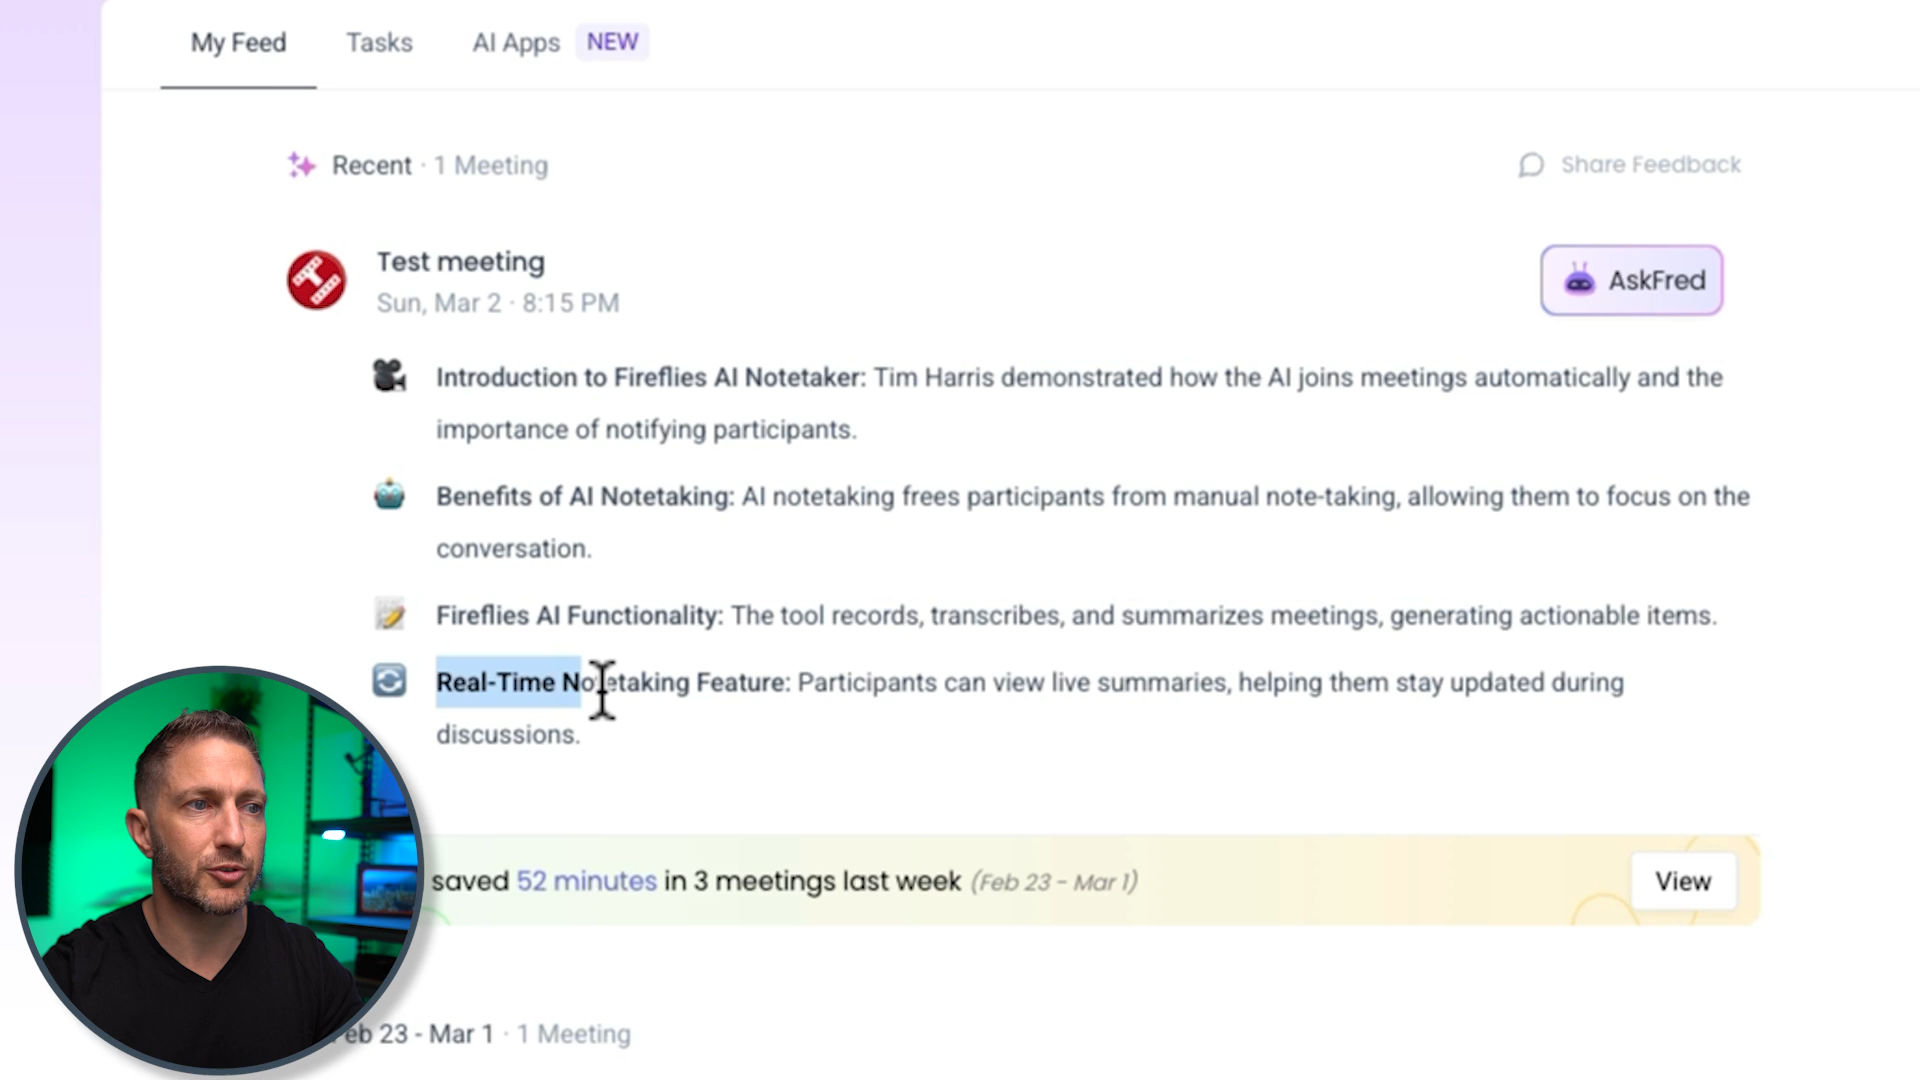 My Feed Tasks AI Apps NEW
Recent · 1 Meeting Share Feedback
Test meeting
Sun, Mar 2 · 8:15 PM
AskFred
Introduction to Fireflies AI Notetaker: Tim Harris demonstrated how the AI joins meetings automatically and the
importance of notifying participants.
Benefits of AI Notetaking: AI notetaking frees participants from manual note-taking, allowing them to focus on the
conversation.
Fireflies AI Functionality: The tool records, transcribes, and summarizes meetings, generating actionable items.
Real-Time Notetaking Feature: Participants can view live summaries, helping them stay updated during
discussions.
saved 52 minutes in 3 meetings last week (Feb 23 - Mar 1) View
eb 23 - Mar 1 · 1 Meeting